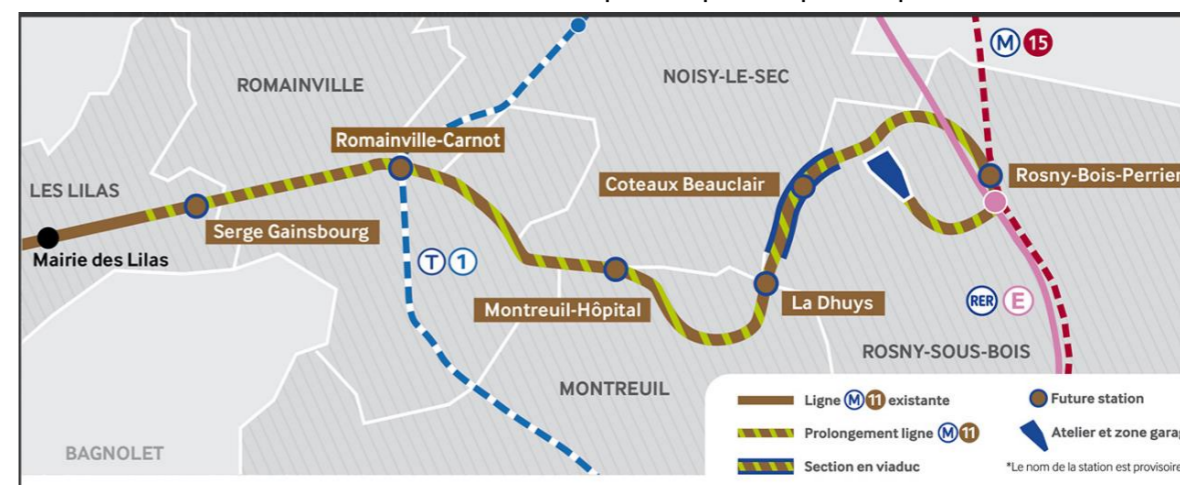 M 15
ROMAINVILLE
NOISY-LE-SEC
Romainville-Carnot
LES LILAS
Coteaux Beauclair
Rosny-Bois-Perrier
Serge Gainsbourg
Mairie des Lilas
T 1
Montreuil-Hôpital
La Dhuys
RER E
ROSNY-SOUS-BOIS
MONTREUIL
BAGNOLET
Ligne M 11 existante
Future station
Prolongement ligne M 11
Atelier et zone garag
Section en viaduc
*Le nom de la station est provisoire